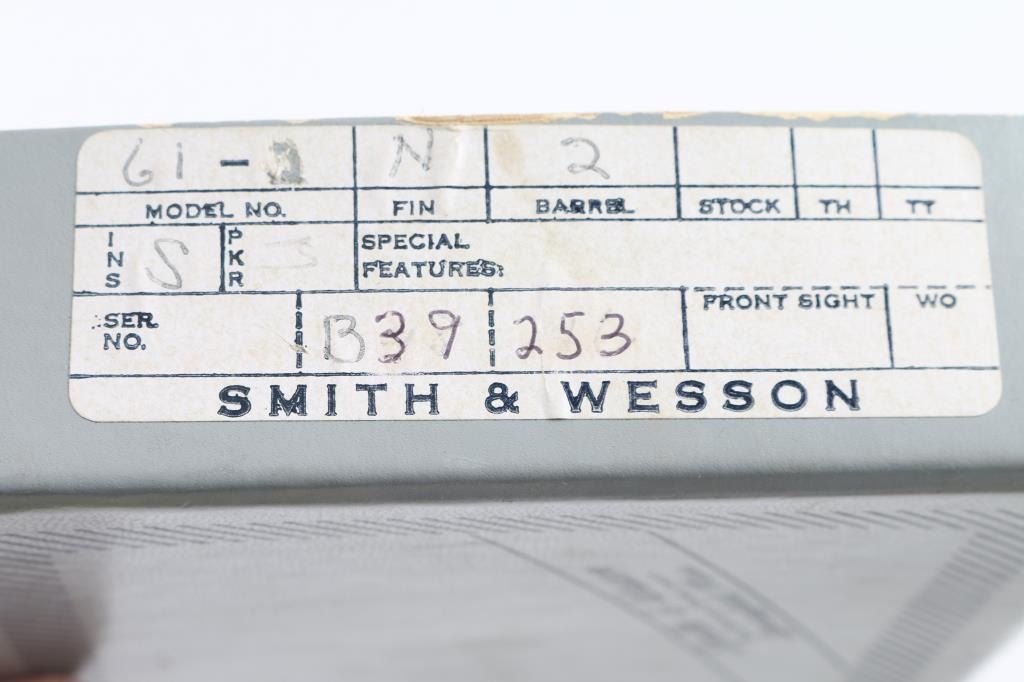 61-2 N 2
MODEL NO. FIN BARREL STOCK TH TT
INS S PKR SPECIAL FEATURES:
SER. NO. B39 253 FRONT SIGHT WO
SMITH & WESSON